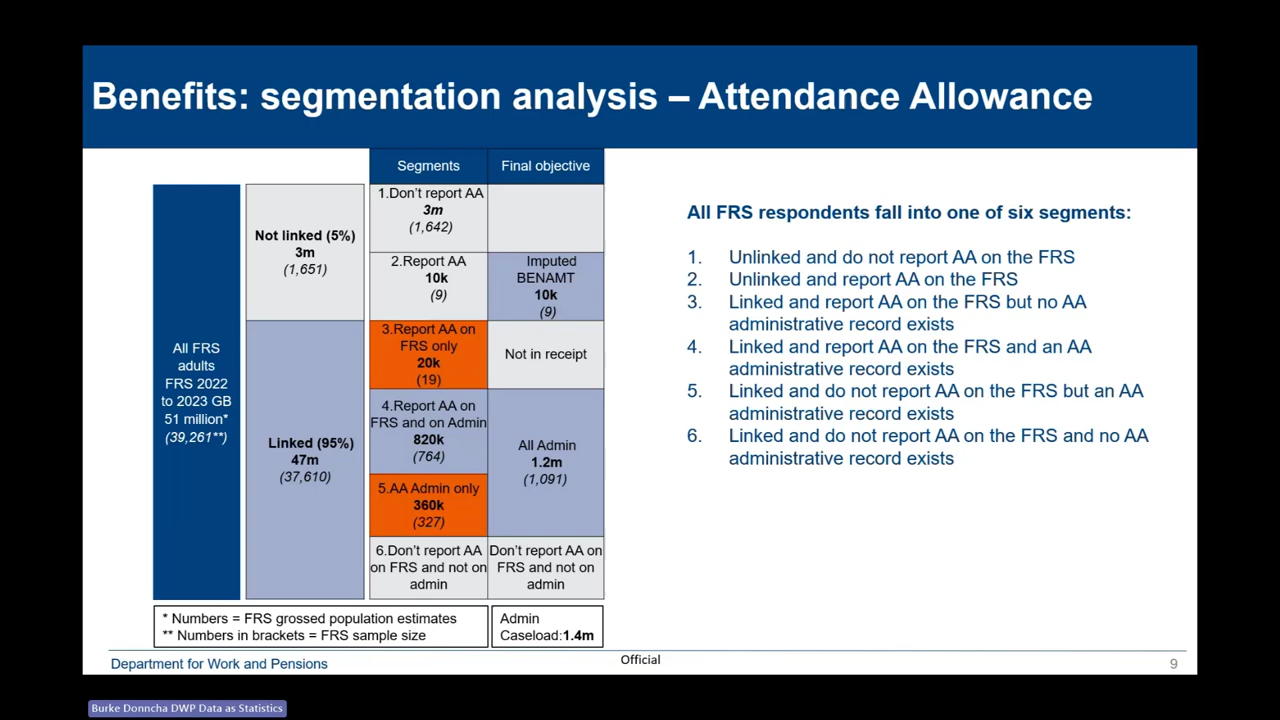 Benefits: segmentation analysis – Attendance Allowance
Segments
Final objective
All FRS
adults
FRS 2022
to 2023 GB
51 million*
(39,261**)
Not linked (5%)
3m
(1,651)
Linked (95%)
47m
(37,610)
1.Don't report AA
3m
(1,642)
2.Report AA
10k
(9)
Imputed
BENAMT
10k
(9)
3.Report AA on
FRS only
20k
(19)
Not in receipt
4.Report AA on
FRS and on Admin
820k
(764)
5.AA Admin only
360k
(327)
All Admin
1.2m
(1,091)
6.Don't report AA
on FRS and not on
admin
Don't report AA on
FRS and not on
admin
* Numbers = FRS grossed population estimates
** Numbers in brackets = FRS sample size
Admin
Caseload:1.4m
All FRS respondents fall into one of six segments:
1. Unlinked and do not report AA on the FRS
2. Unlinked and report AA on the FRS
3. Linked and report AA on the FRS but no AA
administrative record exists
4. Linked and report AA on the FRS and an AA
administrative record exists
5. Linked and do not report AA on the FRS but an AA
administrative record exists
6. Linked and do not report AA on the FRS and no AA
administrative record exists
Department for Work and Pensions
Official
9
Burke Donncha DWP Data as Statistics